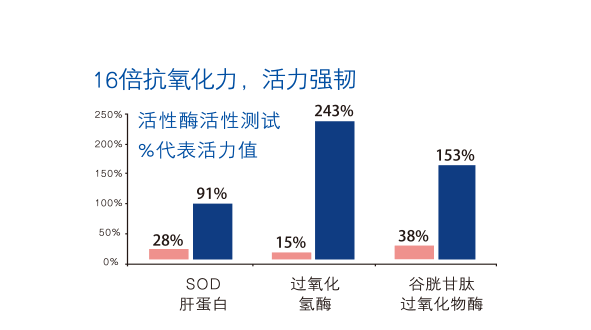 16倍抗氧化力，活力强韧
活性酶活性测试
%代表活力值
250%
200%
150%
100%
50%
0%
28%
91%
15%
243%
38%
153%
SOD
肝蛋白
过氧化
氢酶
谷胱甘肽
过氧化物酶